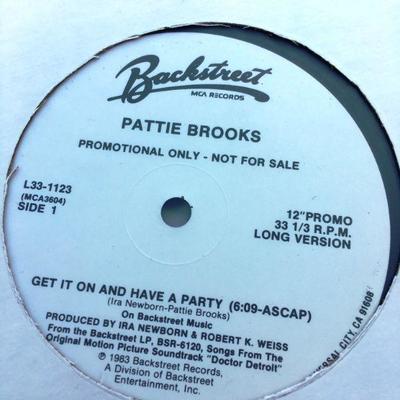 Backstreet
MCA RECORDS
PATTIE BROOKS
PROMOTIONAL ONLY - NOT FOR SALE
L33-1123
(MCA3604)
SIDE 1
12"PROMO
33 1/3 R.P.M.
LONG VERSION
GET IT ON AND HAVE A PARTY (6:09-ASCAP)
(Ira Newborn-Pattie Brooks)
On Backstreet Music
PRODUCED BY IRA NEWBORN & ROBERT K. WEISS
From the Backstreet LP, BSR-6120, Songs From The
Original Motion Picture Soundtrack "Doctor Detroit"
℗ 1983 Backstreet Records,
A Division of Backstreet
Entertainment, Inc.
CITY, CA 91608